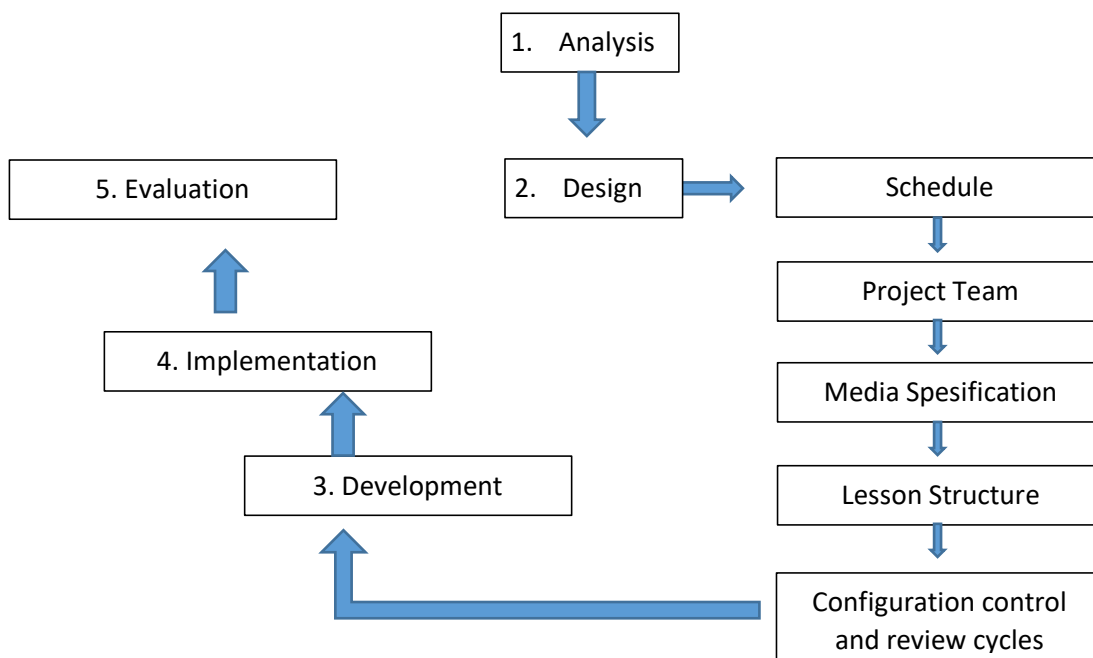 1. Analysis
2. Design
Schedule
Project Team
Media Spesification
Lesson Structure
Configuration control
and review cycles
3. Development
4. Implementation
5. Evaluation